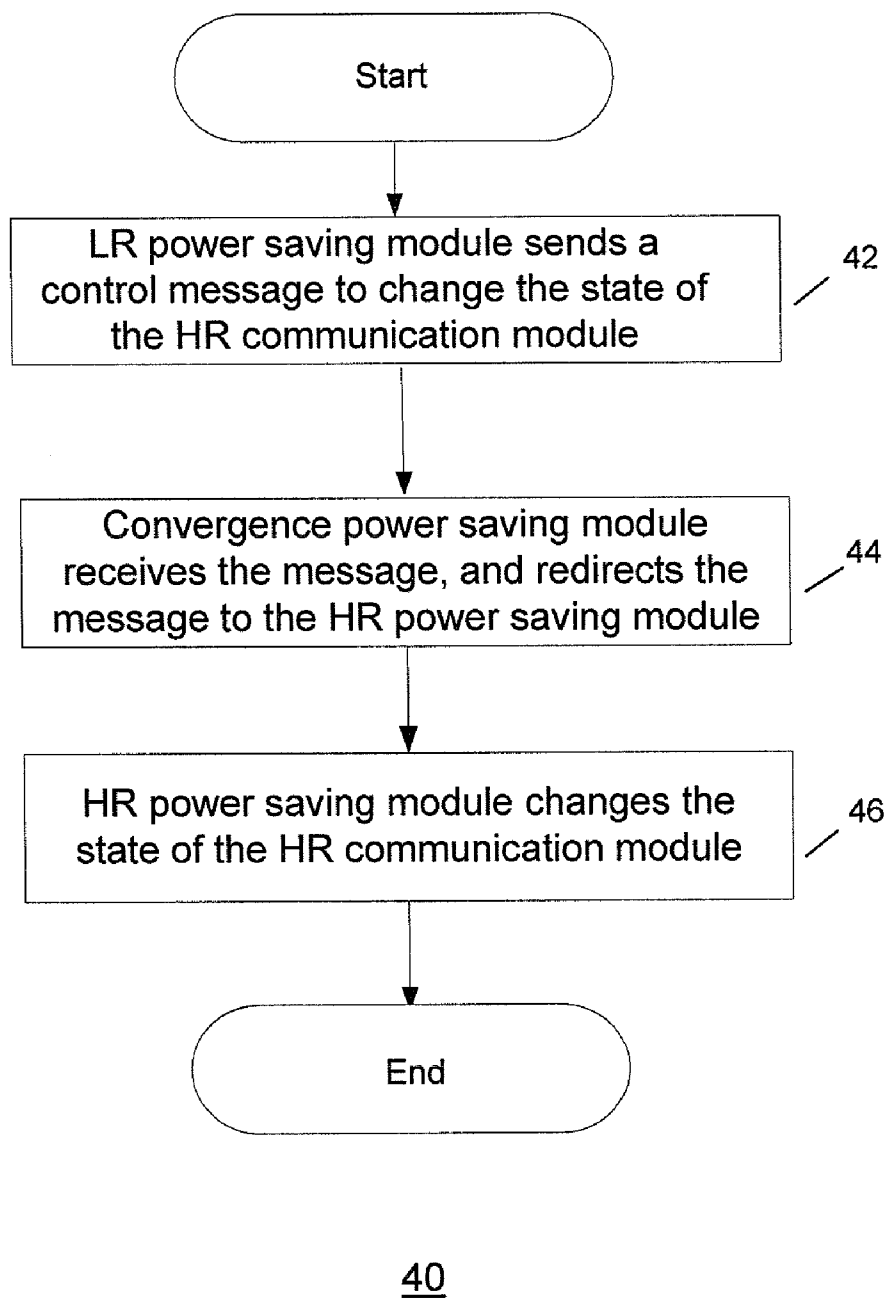 Start
LR power saving module sends a
control message to change the state of
the HR communication module
42
Convergence power saving module
receives the message, and redirects the
message to the HR power saving module
44
HR power saving module changes the
state of the HR communication module
46
End
40